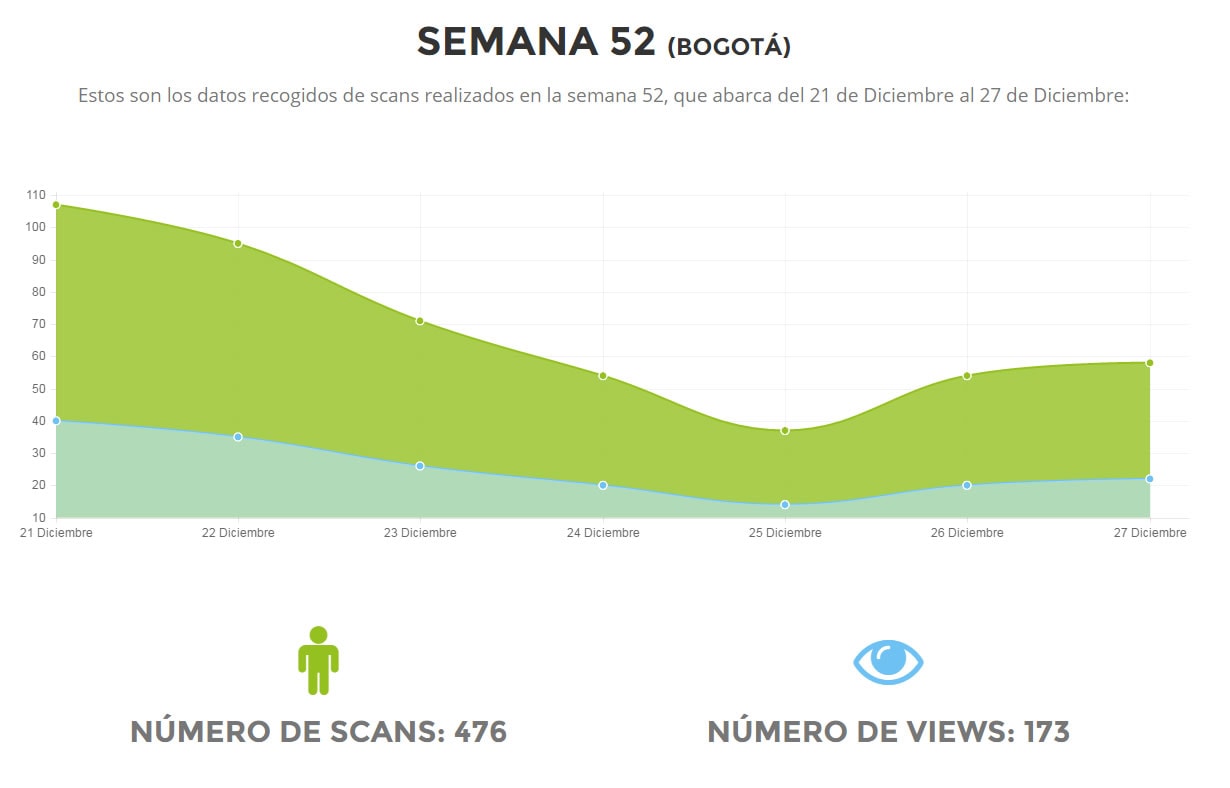 SEMANA 52 (BOGOTÁ)
Estos son los datos recogidos de scans realizados en la semana 52, que abarca del 21 de Diciembre al 27 de Diciembre:
110
100
90
80
70
60
50
40
30
20
10
21 Diciembre 22 Diciembre 23 Diciembre 24 Diciembre 25 Diciembre 26 Diciembre 27 Diciembre
NÚMERO DE SCANS: 476 NÚMERO DE VIEWS: 173